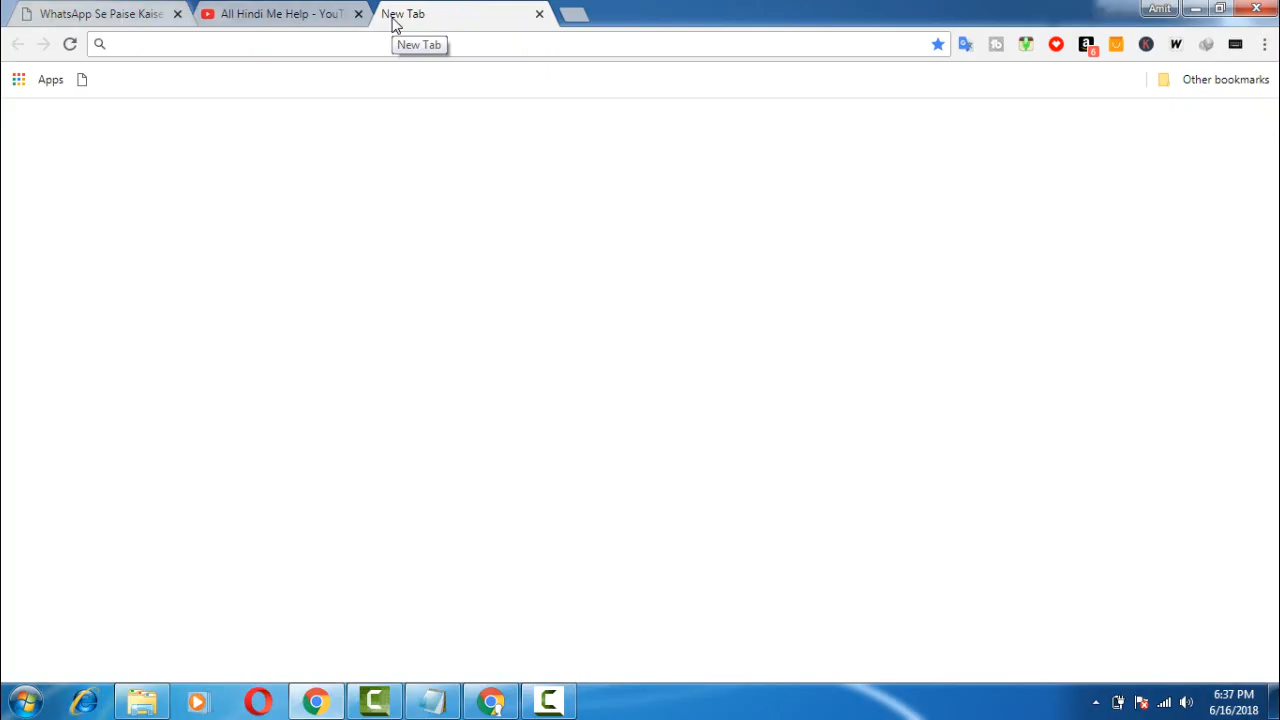 WhatsApp Se Paise Kaise
All Hindi Me Help - YouT
New Tab
Amit
New Tab
6
K
W
Apps
Other bookmarks
6:37 PM
6/16/2018